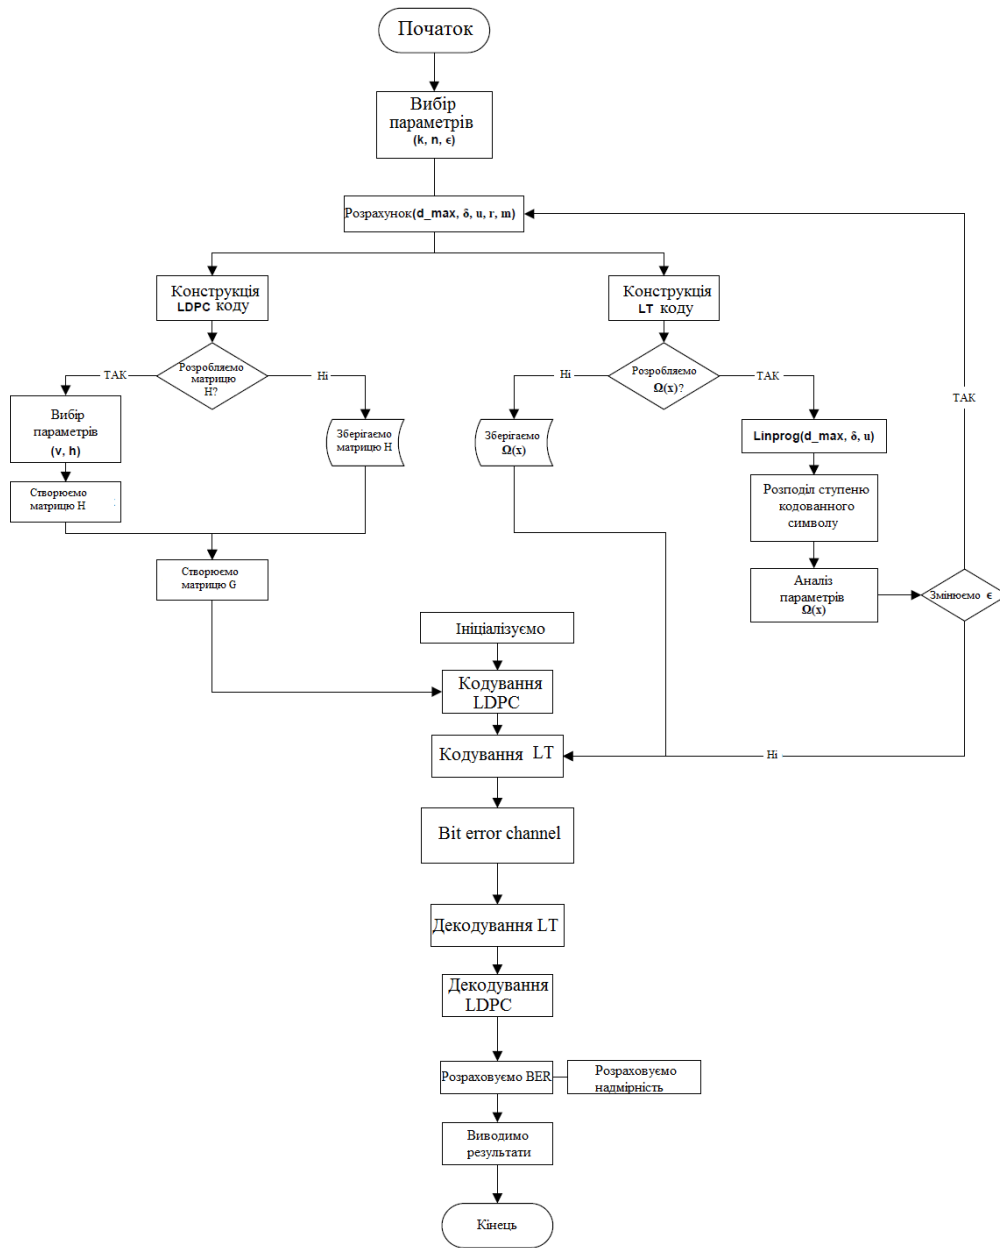 Початок
Вибір
параметрів
(k, n, ϵ)
Розрахунок(d_max, δ, u, r, m)
Конструкція
LDPC коду
Конструкція
LT коду
Розробляємо
матрицю
H?
ТАК
Ні
Розробляємо
Ω(x)?
Ні
ТАК
ТАК
Вибір
параметрів
(v, h)
Зберігаємо
матрицю H
Зберігаємо
Ω(x)
Linprog(d_max, δ, u)
Створюємо
матрицю H
Розподіл ступеню
кодованного
символу
Створюємо
матрицю G
Аналіз
параметрів
Ω(x)
Змінюємо ϵ
Ініціалізуємо
Кодування
LDPC
Кодування LT
Ні
Bit error channel
Декодування LT
Декодування
LDPC
Розраховуємо BER
Розраховуємо
надмірність
Виводимо
результати
Кінець